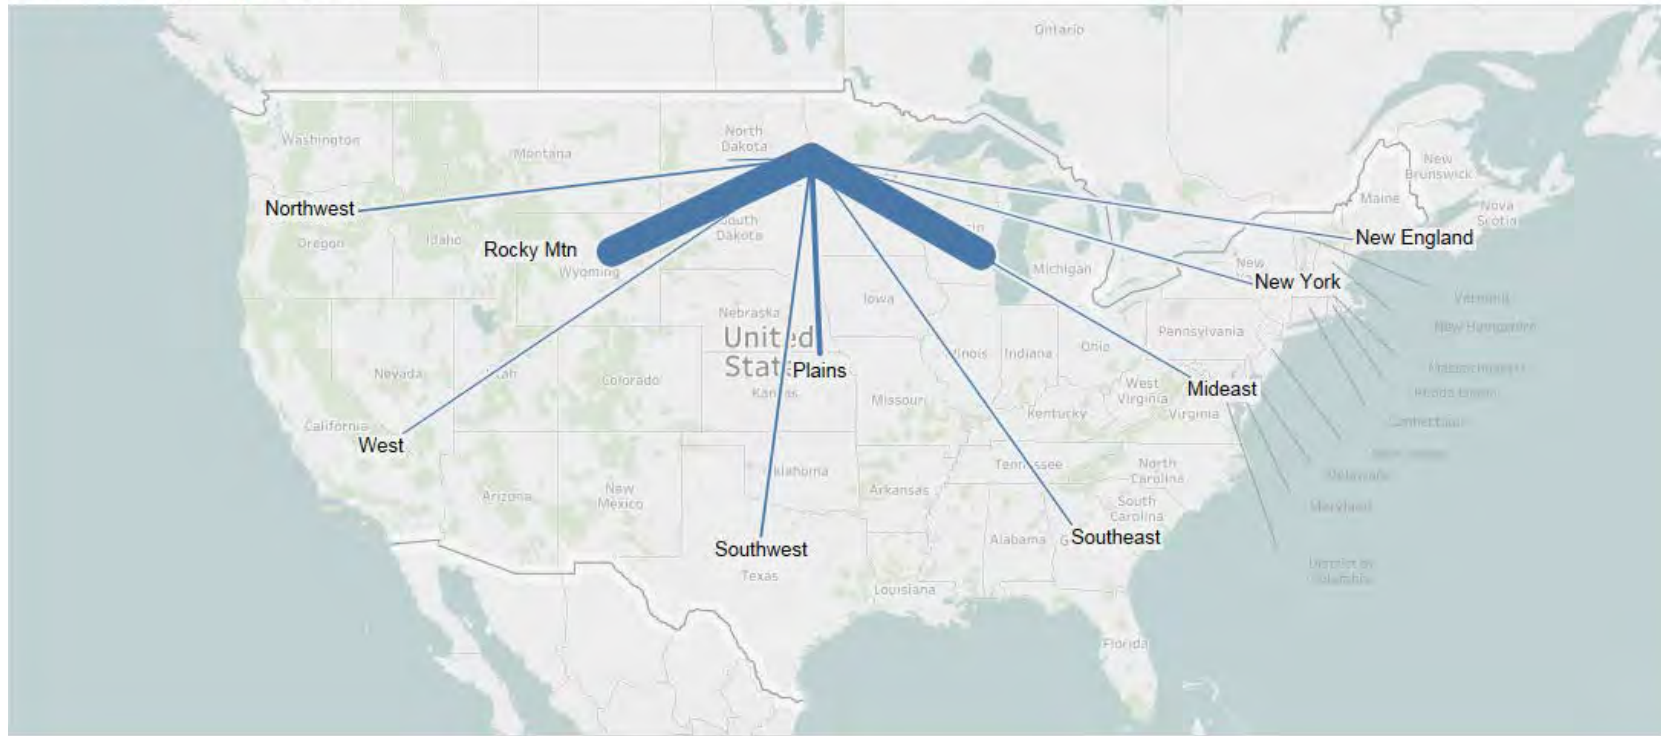 Ontario
Washington
North
Dakota
Montana
New
Brunswick
Maine
Nova
Scotia
Northwest
Oregon
Idaho
South
Dakota
Rocky Mtn
Wyoming
Michigan
New England
New
New York
Iowa
Nebraska
United
Pennsylvania
Vermont
New Hampshire
Ohio
Indiana
Plains
Nevada
Utah
Colorado
Kansas
Missouri
West
Virginia
Mideast
Virginia
Massachusetts
Rhode Island
Kentucky
Connecticut
California
West
Oklahoma
Tennessee
North
Carolina
Arizona
New
Mexico
Arkansas
South
Carolina
Delaware
Maryland
Southwest
Texas
Alabama
Southeast
Louisiana
District of
Columbia
Florida